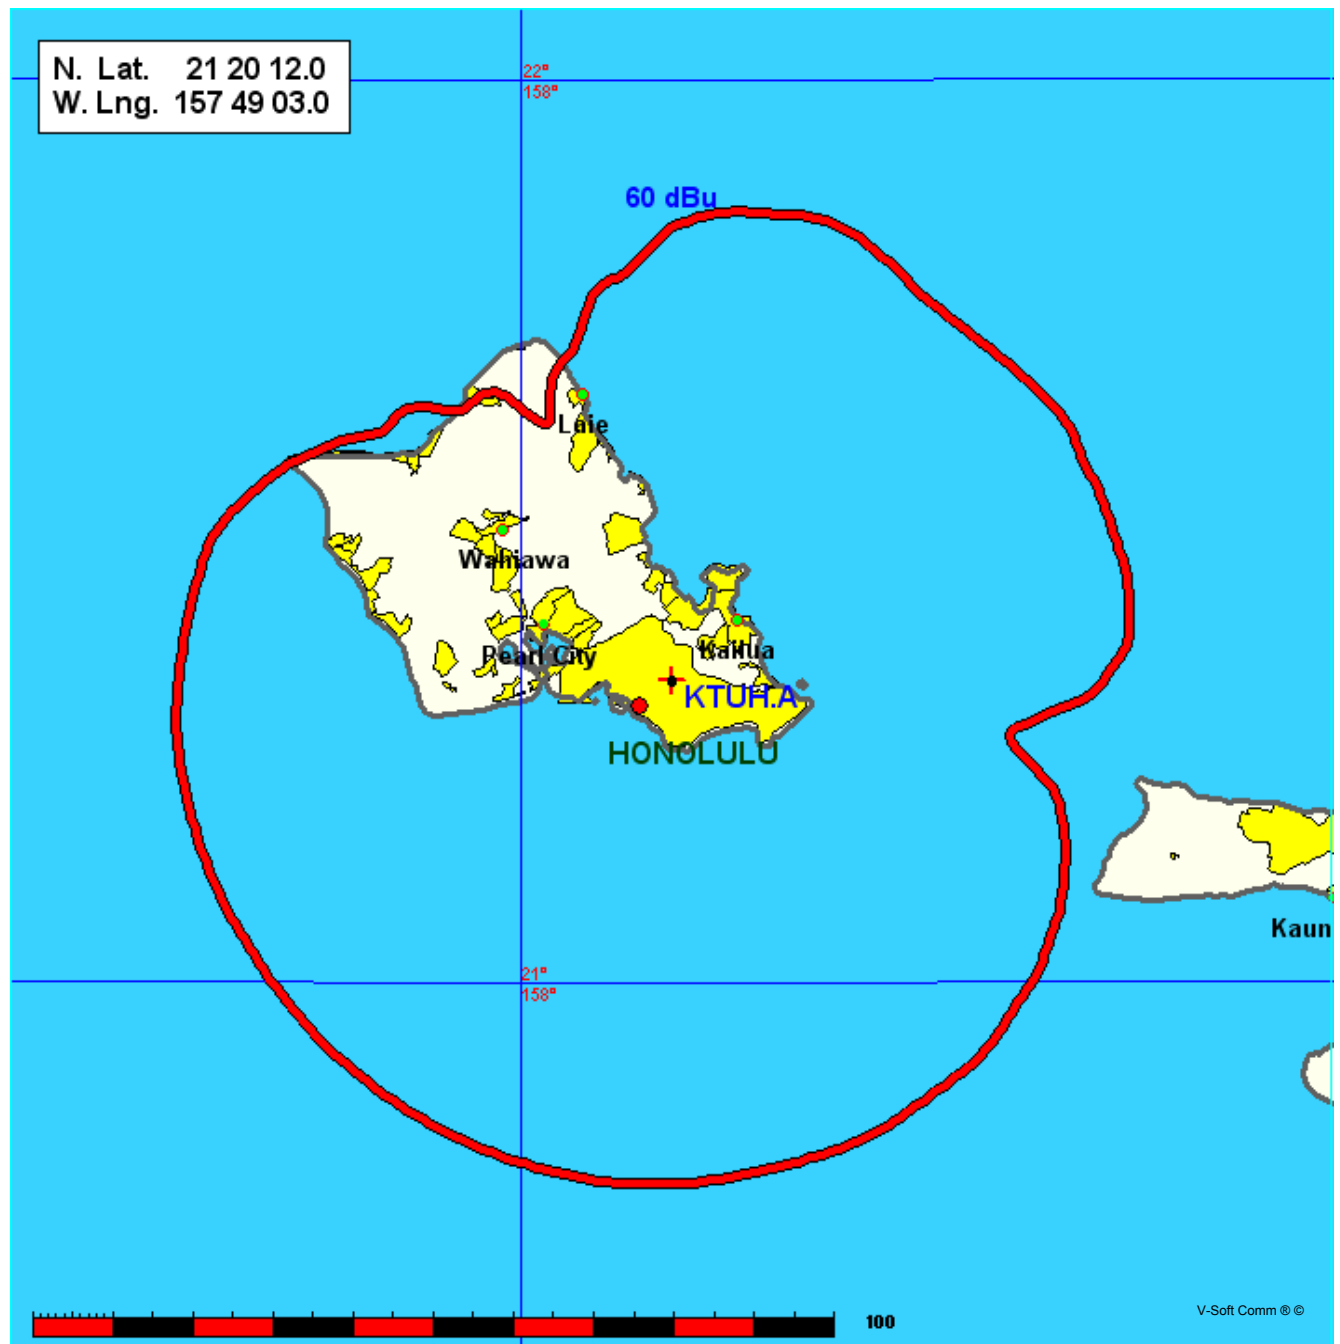 N. Lat. 21 20 12.0
W. Lng. 157 49 03.0
22°
158°
60 dBu
Laie
Wahiawa
Pearl City
Kailua
KTUH.A
HONOLULU
Kaun
21°
158°
V-Soft Comm ® ©
100